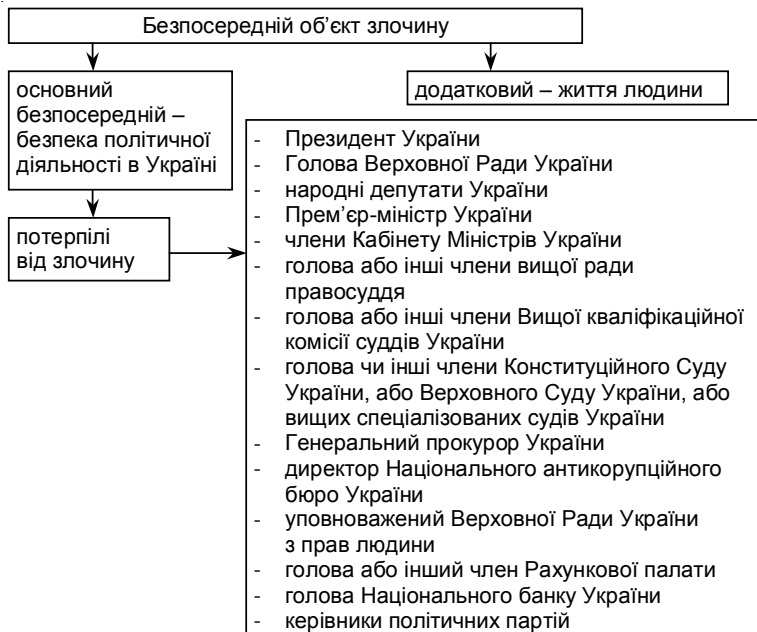 Безпосередній об’єкт злочину
основний
безпосередній –
безпека політичної
діяльності в Україні
додатковий – життя людини
потерпілі
від злочину
- Президент України
- Голова Верховної Ради України
- народні депутати України
- Прем’єр-міністр України
- члени Кабінету Міністрів України
- голова або інші члени вищої ради
правосуддя
- голова або інші члени Вищої кваліфікаційної
комісії суддів України
- голова чи інші члени Конституційного Суду
України, або Верховного Суду України, або
вищих спеціалізованих судів України
- Генеральний прокурор України
- директор Національного антикорупційного
бюро України
- уповноважений Верховної Ради України
з прав людини
- голова або інший член Рахункової палати
- голова Національного банку України
- керівники політичних партій